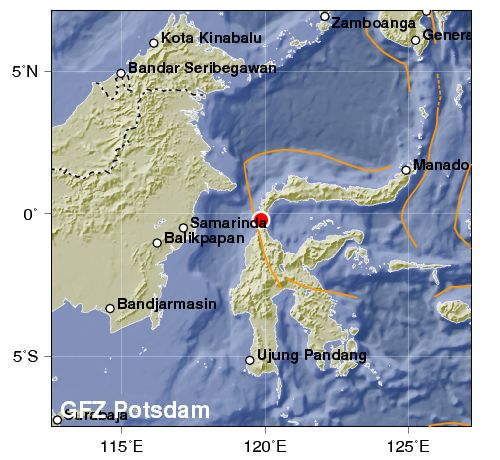 Zamboanga
Genera
Kota Kinabalu
Bandar Seribegawan
5°N
Manado
0°
Samarinda
Balikpapan
Bandjarmasin
5°S
Ujung Pandang
GFZ Potsdam
115°E
120°E
125°E